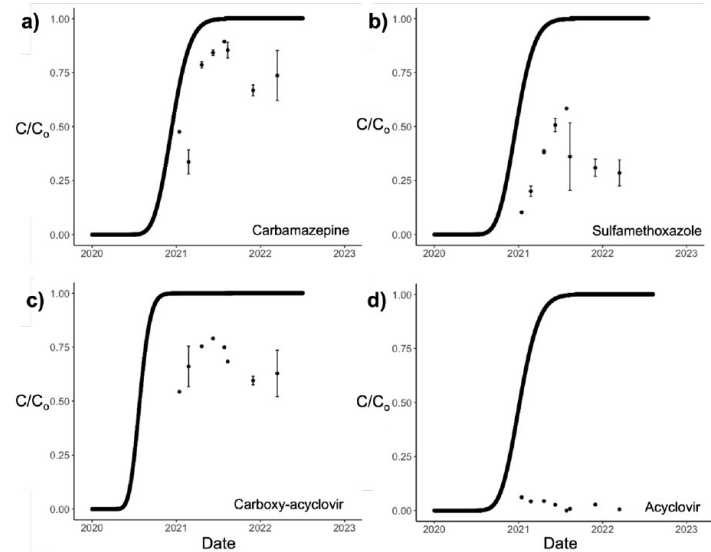 a)
1.00
0.75
C/Co
0.50
0.25
0.00
2020 2021 2022 2023
Carbamazepine
b)
1.00
0.75
C/Co
0.50
0.25
0.00
2020 2021 2022 2023
Sulfamethoxazole
c)
1.00
0.75
C/Co
0.50
0.25
0.00
2020 2021 2022 2023
Carboxy-acyclovir
Date
d)
1.00
0.75
C/Co
0.50
0.25
0.00
2020 2021 2022 2023
Acyclovir
Date